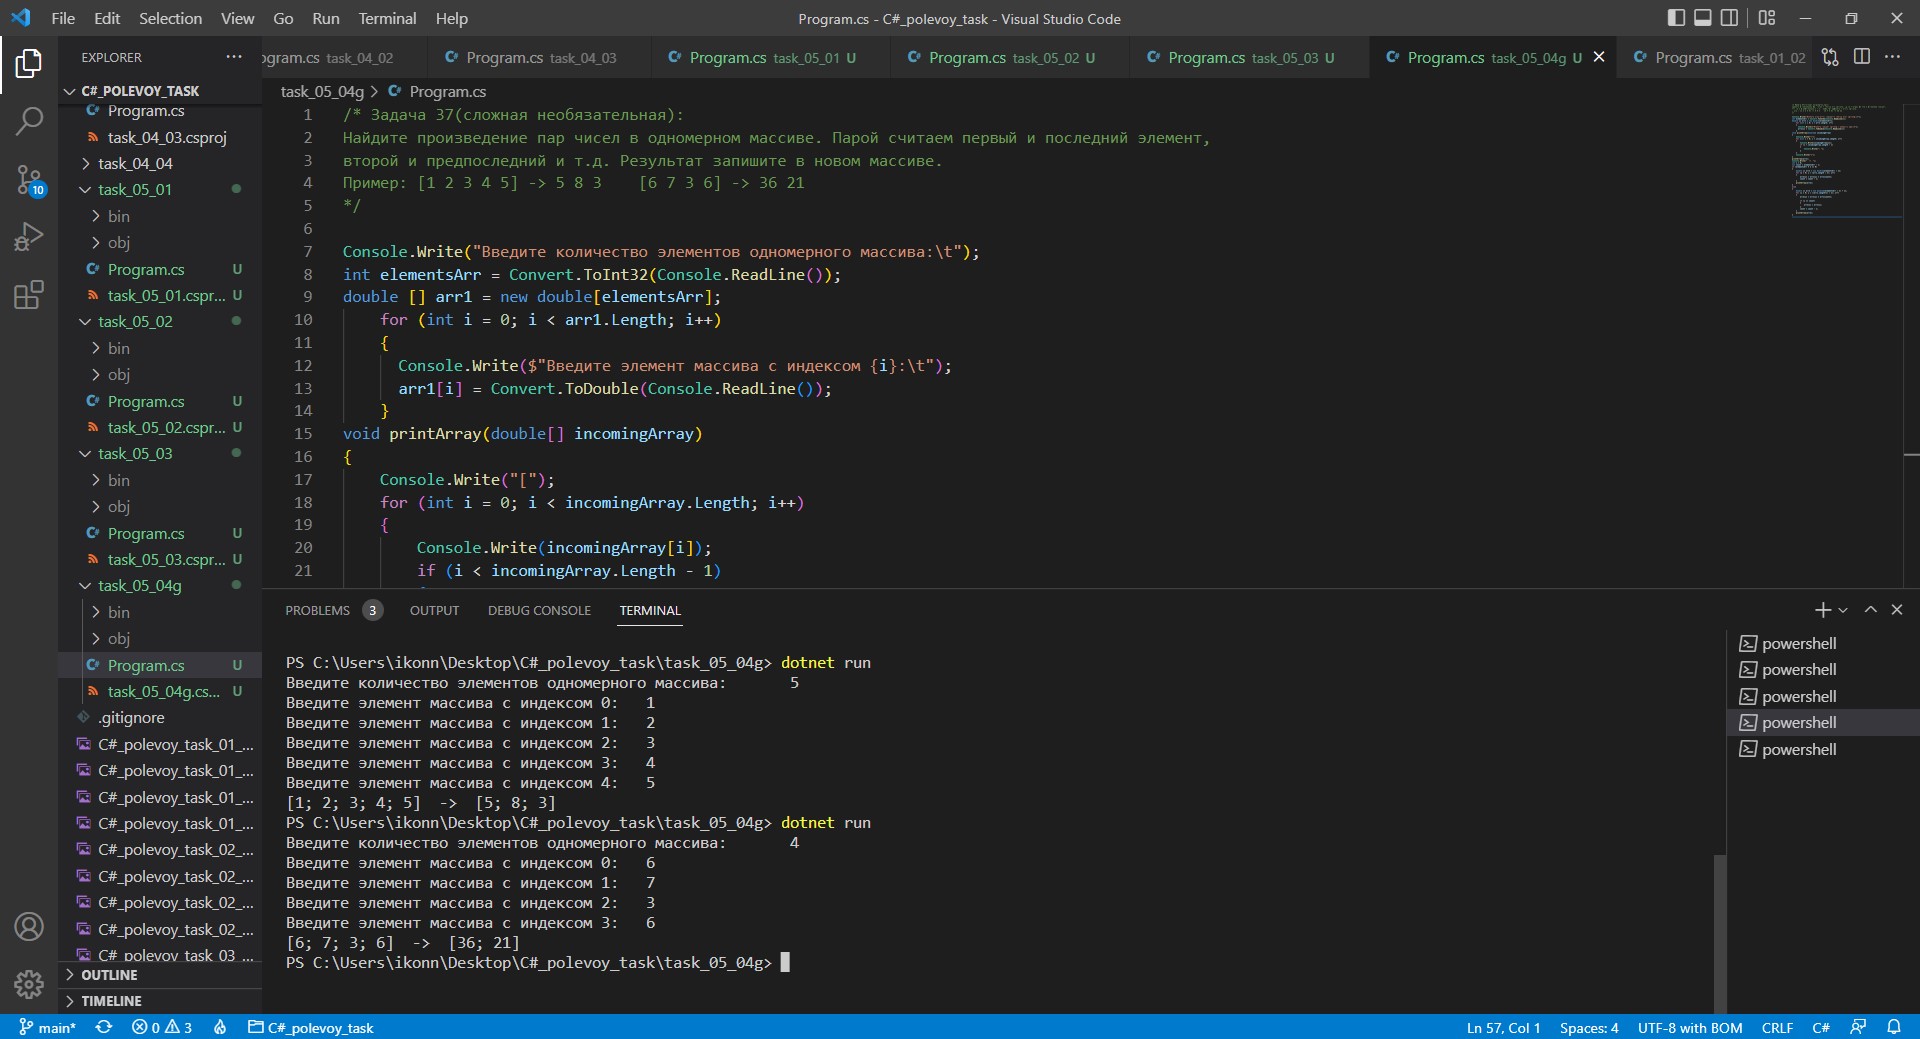 File Edit Selection View Go Run Terminal Help
Program.cs - C#_polevoy_task - Visual Studio Code
EXPLORER
ogram.cs task_04_02
Program.cs task_04_03
Program.cs task_05_01 U
Program.cs task_05_02 U
Program.cs task_05_03 U
Program.cs task_05_04g U
Program.cs task_01_02
C#_POLEVOY_TASK
Program.cs
task_04_03.csproj
task_04_04
task_05_01
bin
obj
Program.cs U
task_05_01.cspr... U
task_05_02
bin
obj
Program.cs U
task_05_02.cspr... U
task_05_03
bin
obj
Program.cs U
task_05_03.cspr... U
task_05_04g
bin
obj
Program.cs U
task_05_04g.cs... U
.gitignore
C#_polevoy_task_01_...
C#_polevoy_task_01_...
C#_polevoy_task_01_...
C#_polevoy_task_01_...
C#_polevoy_task_02_...
C#_polevoy_task_02_...
C#_polevoy_task_02_...
C#_polevoy_task_02_...
C#_polevoy_task_03_...
OUTLINE
TIMELINE
10
task_05_04g > Program.cs
1 /* Задача 37(сложная необязательная):
2 Найдите произведение пар чисел в одномерном массиве. Парой считаем первый и последний элемент,
3 второй и предпоследний и т.д. Результат запишите в новом массиве.
4 Пример: [1 2 3 4 5] -> 5 8 3    [6 7 3 6] -> 36 21
5 */
6
7 Console.Write("Введите количество элементов одномерного массива:\t");
8 int elementsArr = Convert.ToInt32(Console.ReadLine());
9 double [] arr1 = new double[elementsArr];
10     for (int i = 0; i < arr1.Length; i++)
11     {
12       Console.Write($"Введите элемент массива с индексом {i}:\t");
13       arr1[i] = Convert.ToDouble(Console.ReadLine());
14     }
15 void printArray(double[] incomingArray)
16 {
17     Console.Write("[");
18     for (int i = 0; i < incomingArray.Length; i++)
19     {
20         Console.Write(incomingArray[i]);
21         if (i < incomingArray.Length - 1)
PROBLEMS 3 OUTPUT DEBUG CONSOLE TERMINAL
PS C:\Users\ikonn\Desktop\C#_polevoy_task\task_05_04g> dotnet run
Введите количество элементов одномерного массива:       5
Введите элемент массива с индексом 0:   1
Введите элемент массива с индексом 1:   2
Введите элемент массива с индексом 2:   3
Введите элемент массива с индексом 3:   4
Введите элемент массива с индексом 4:   5
[1; 2; 3; 4; 5]  ->  [5; 8; 3]
PS C:\Users\ikonn\Desktop\C#_polevoy_task\task_05_04g> dotnet run
Введите количество элементов одномерного массива:       4
Введите элемент массива с индексом 0:   6
Введите элемент массива с индексом 1:   7
Введите элемент массива с индексом 2:   3
Введите элемент массива с индексом 3:   6
[6; 7; 3; 6]  ->  [36; 21]
PS C:\Users\ikonn\Desktop\C#_polevoy_task\task_05_04g>
powershell
powershell
powershell
powershell
powershell
main* 0 3 C#_polevoy_task
Ln 57, Col 1 Spaces: 4 UTF-8 with BOM CRLF C#